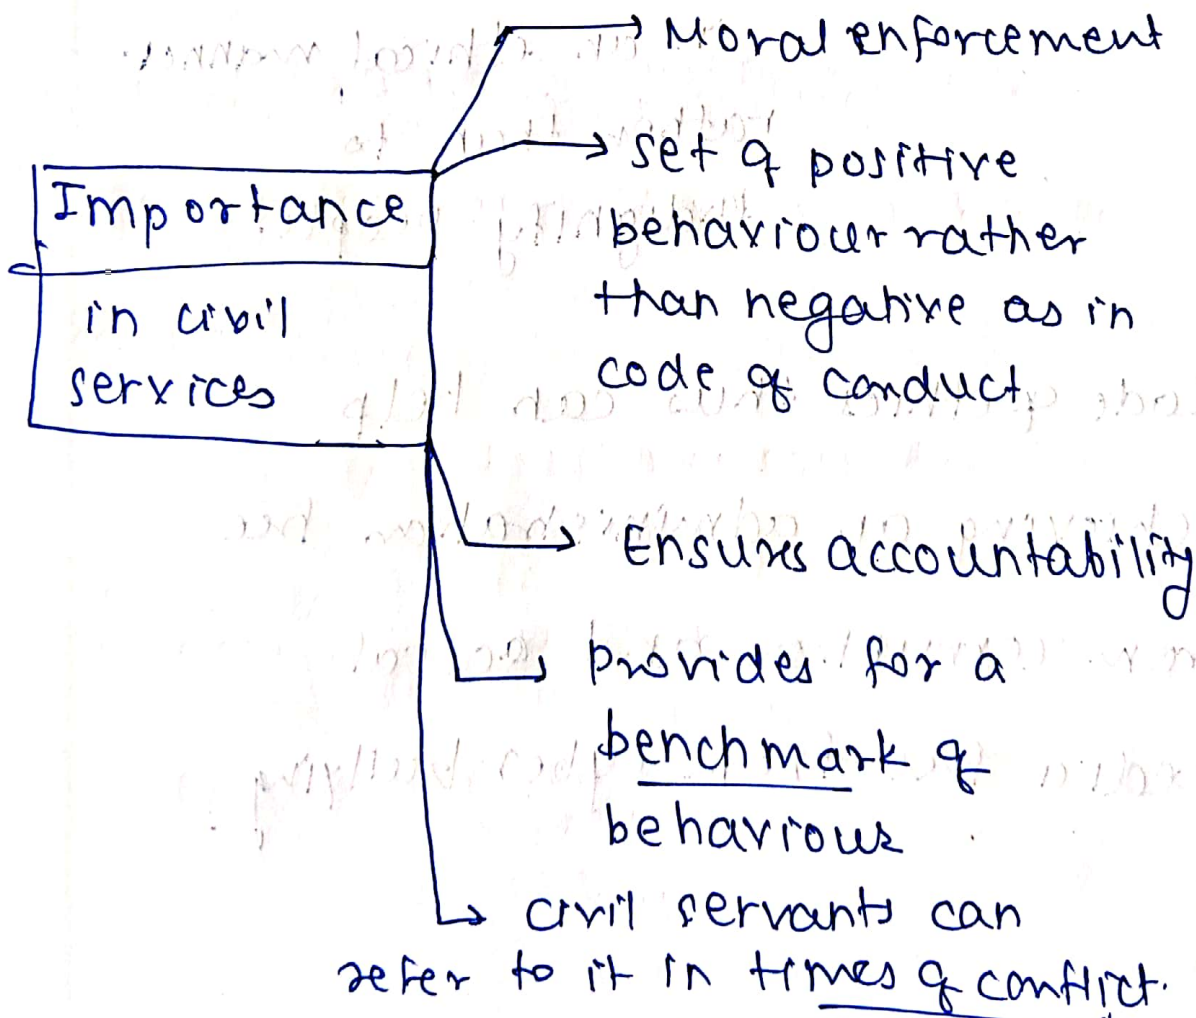 Moral enforcement
set of positive
Importance
behaviour rather
than negative as in
in civil
code of conduct.
services
Ensures accountability
provides for a
benchmark of
behaviour
civil servants can
refer to it in times of conflict.